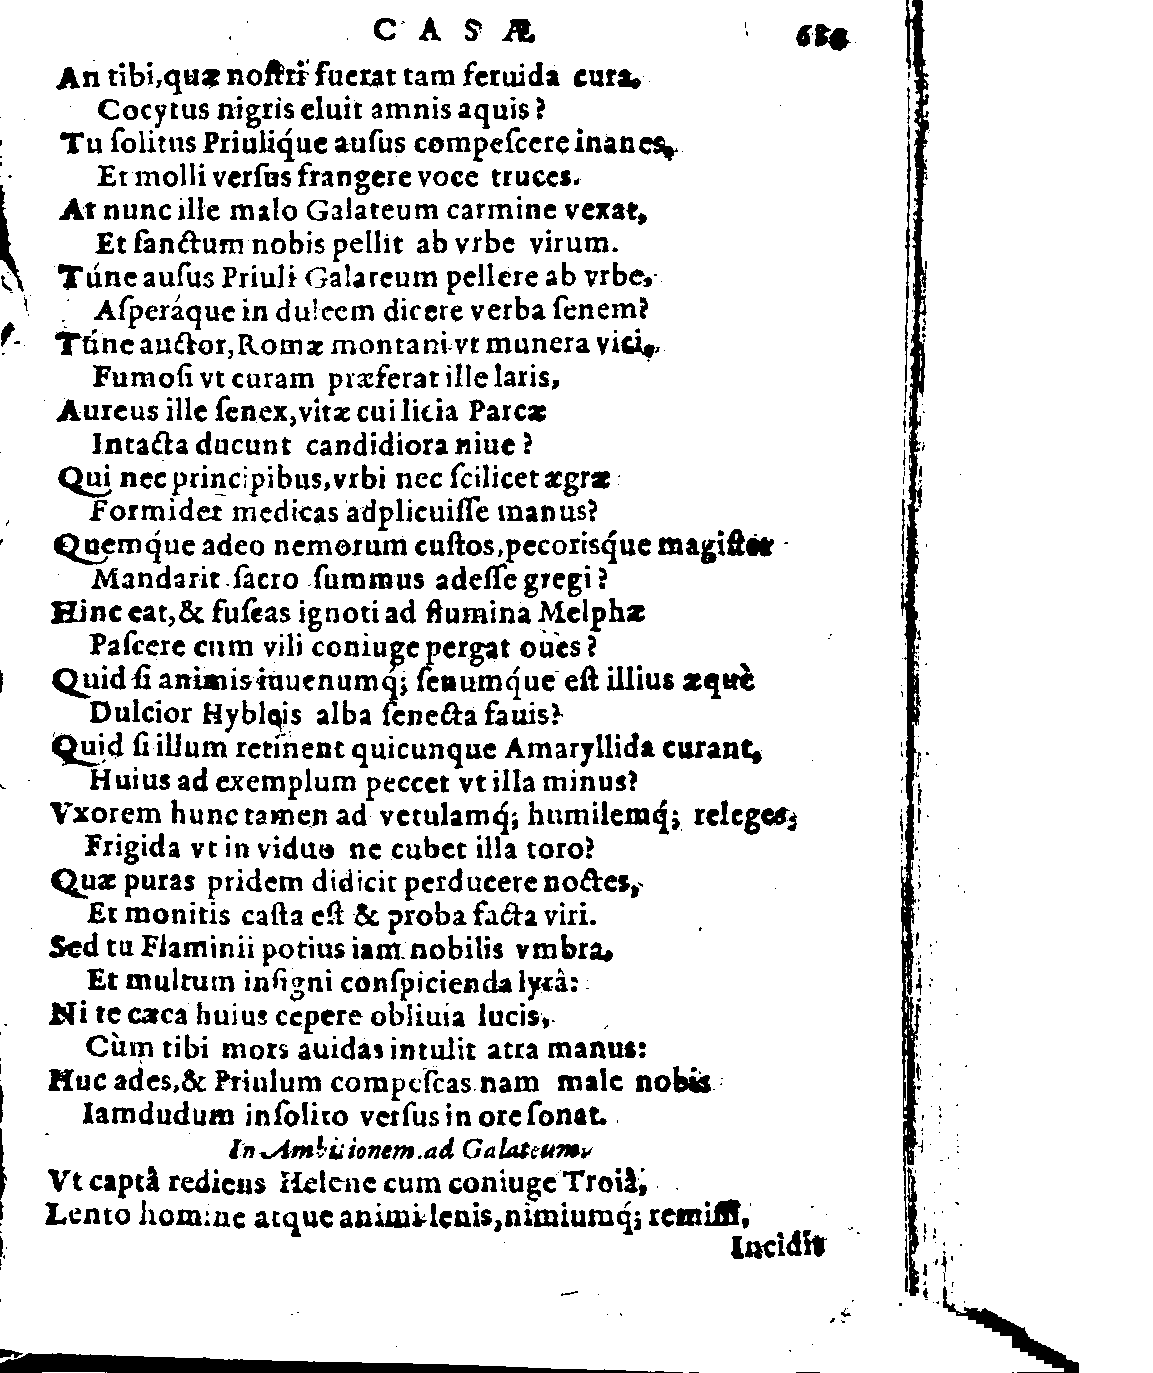 C A S Æ
An tibi,quæ noſtri fuerat tam feruida cura,
Cocytus nigris eluit amnis aquis?
Tu ſolitus Priuliq́ue auſus compeſcere inanes,
Et molli verſus frangere voce truces.
At nunc ille malo Galateum carmine vexat,
Et ſanctum nobis pellit ab vrbe virum.
Túne auſus Priuli Galateum pellere ab vrbe,
Aſperáque in dulcem dicere verba ſenem?
Túne auctor,Romæ montani vt munera vici,
Fumoſi vt curam præferat ille laris,
Aureus ille ſenex,vitæ cui licia Parcæ
Intacta ducunt candidiora niue?
Qui nec principibus,vrbi nec ſcilicet ægræ
Formidet medicas adplicuiſſe manus?
Quemq́ue adeo nemorum cuſtos,pecorisq́ue magiſter
Mandarit ſacro ſummus adeſſe gregi?
Hinc eat,& fuſcas ignoti ad flumina Melphæ
Paſcere cum vili coniuge pergat oues?
Quid ſi animis iuuenumq́; ſenumq́ue eſt illius æquè
Dulcior Hyblæis alba ſenecta fauis?
Quid ſi illum retinent quicunque Amaryllida curant,
Huius ad exemplum peccet vt illa minus?
Vxorem hunc tamen ad vetulamq́; humilemq́; releges,
Frigida vt in viduo ne cubet illa toro?
Quæ puras pridem didicit perducere noctes,
Et monitis caſta eſt & proba facta viri.
Sed tu Flaminii potius iam nobilis vmbra,
Et multum inſigni conſpicienda lyrâ:
Ni te cæca huius cepere obliuia lucis,
Cùm tibi mors auidas intulit atra manus:
Huc ades,& Priulum compeſcas nam male nobis
Iamdudum inſolito verſus in ore ſonat.
In Ambitionem ad Galateum,
Vt captâ rediens Helene cum coniuge Troiâ,
Lento homine atque animi lenis,nimiumq́; remiſſi,
Incidit